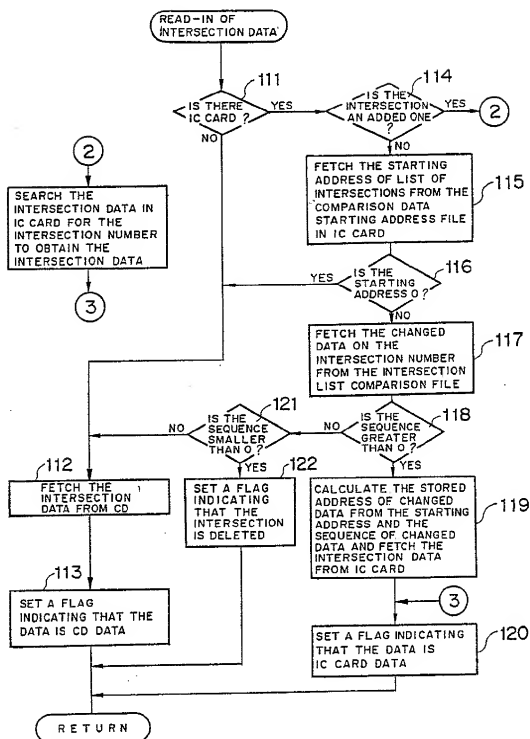 READ-IN OF
INTERSECTION DATA
111
IS THERE
IC CARD?
YES
NO
114
IS THE
INTERSECTION
AN ADDED ONE
?
YES
2
NO
2
SEARCH THE
INTERSECTION DATA IN
IC CARD FOR THE
INTERSECTION NUMBER
TO OBTAIN THE
INTERSECTION DATA
3
FETCH THE STARTING
ADDRESS OF LIST OF
INTERSECTIONS FROM THE
COMPARISON DATA
STARTING ADDRESS FILE
IN IC CARD
115
116
IS THE
STARTING
ADDRESS 0 ?
YES
NO
FETCH THE CHANGED
DATA ON THE
INTERSECTION NUMBER
FROM THE INTERSECTION
LIST COMPARISON FILE
117
118
IS THE
SEQUENCE
GREATER
THAN 0 ?
NO
YES
121
IS THE
SEQUENCE
SMALLER
THAN 0 ?
NO
YES
112
FETCH THE
INTERSECTION
DATA FROM CD
122
SET A FLAG
INDICATING THAT
THE
INTERSECTION
IS DELETED
CALCULATE THE STORED
ADDRESS OF CHANGED
DATA FROM THE STARTING
ADDRESS AND THE
SEQUENCE OF CHANGED
DATA AND FETCH THE
INTERSECTION DATA
FROM IC CARD
119
113
SET A FLAG
INDICATING THAT THE
DATA IS CD DATA
3
SET A FLAG INDICATING
THAT THE DATA IS
IC CARD DATA
120
RETURN